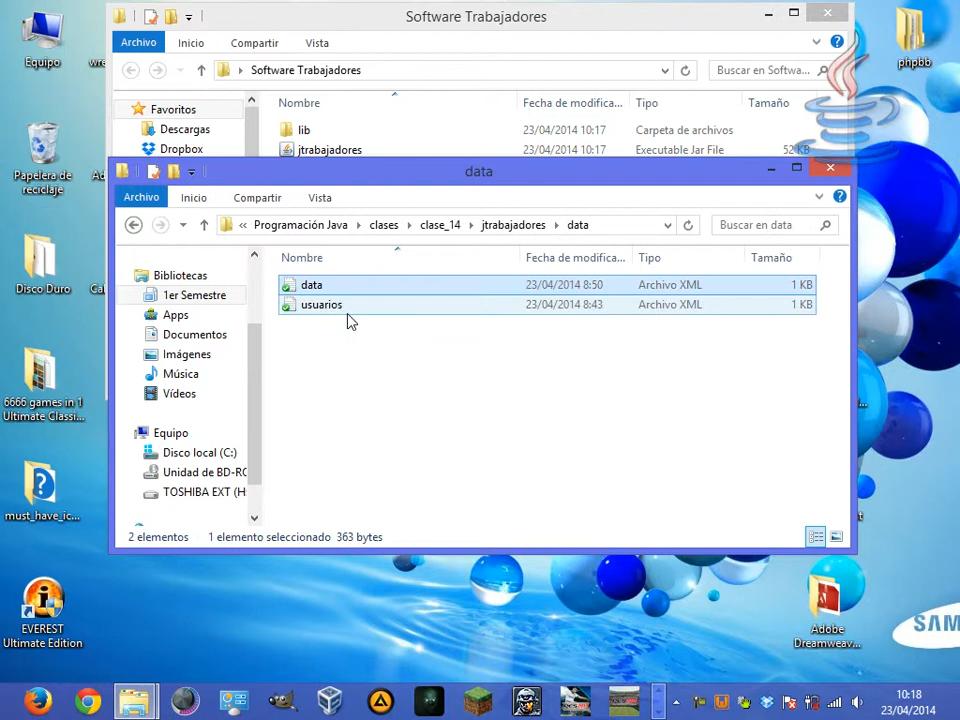 Software Trabajadores
Archivo Inicio Compartir Vista
Software Trabajadores
Buscar en Softwa...
Favoritos
Descargas
Dropbox
Nombre Fecha de modifica... Tipo Tamaño
lib 23/04/2014 10:17 Carpeta de archivos
jtrabajadores 23/04/2014 10:17 Executable Jar File 52 KB
data
Archivo Inicio Compartir Vista
« Programación Java clases clase_14 jtrabajadores data
Buscar en data
Nombre Fecha de modifica... Tipo Tamaño
data 23/04/2014 8:50 Archivo XML 1 KB
usuarios 23/04/2014 8:43 Archivo XML 1 KB
Bibliotecas
1er Semestre
Apps
Documentos
Imágenes
Música
Vídeos
Equipo
Disco local (C:)
Unidad de BD-RO
TOSHIBA EXT (H:
2 elementos 1 elemento seleccionado 363 bytes
Equipo
Papelera de
reciclaje
Disco Duro
6666 games in 1
Ultimate Classi...
must_have_ic...
EVEREST
Ultimate Edition
phpbb
Adobe
Dreamweav...
SAM
10:18
23/04/2014